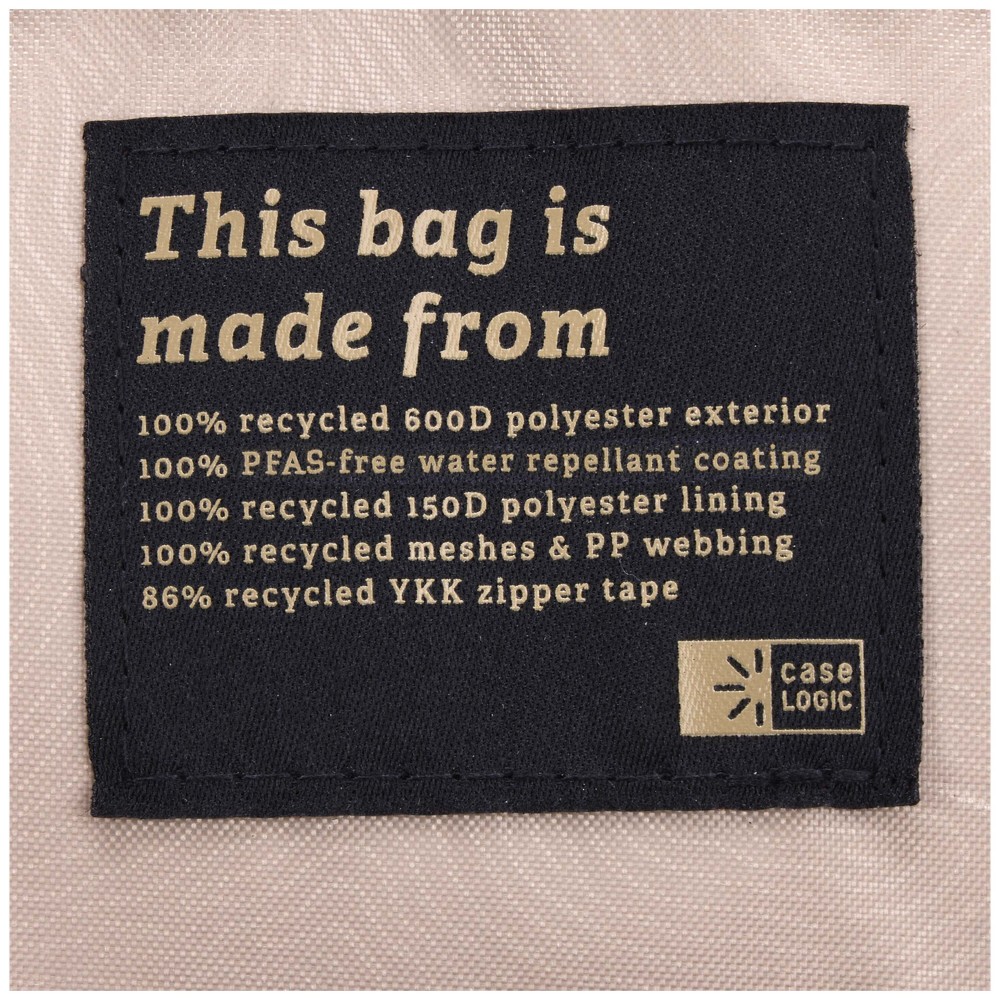 This bag is
made from
100% recycled 600D polyester exterior
100% PFAS-free water repellant coating
100% recycled 150D polyester lining
100% recycled meshes & PP webbing
86% recycled YKK zipper tape
case
LOGIC